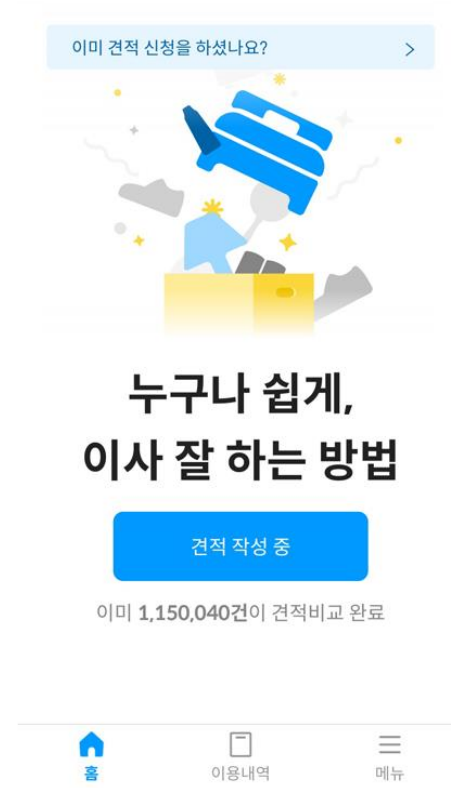 이미 견적 신청을 하셨나요?
누구나 쉽게,
이사 잘 하는 방법
견적 작성 중
이미 1,150,040건이 견적비교 완료
홈
이용내역
메뉴